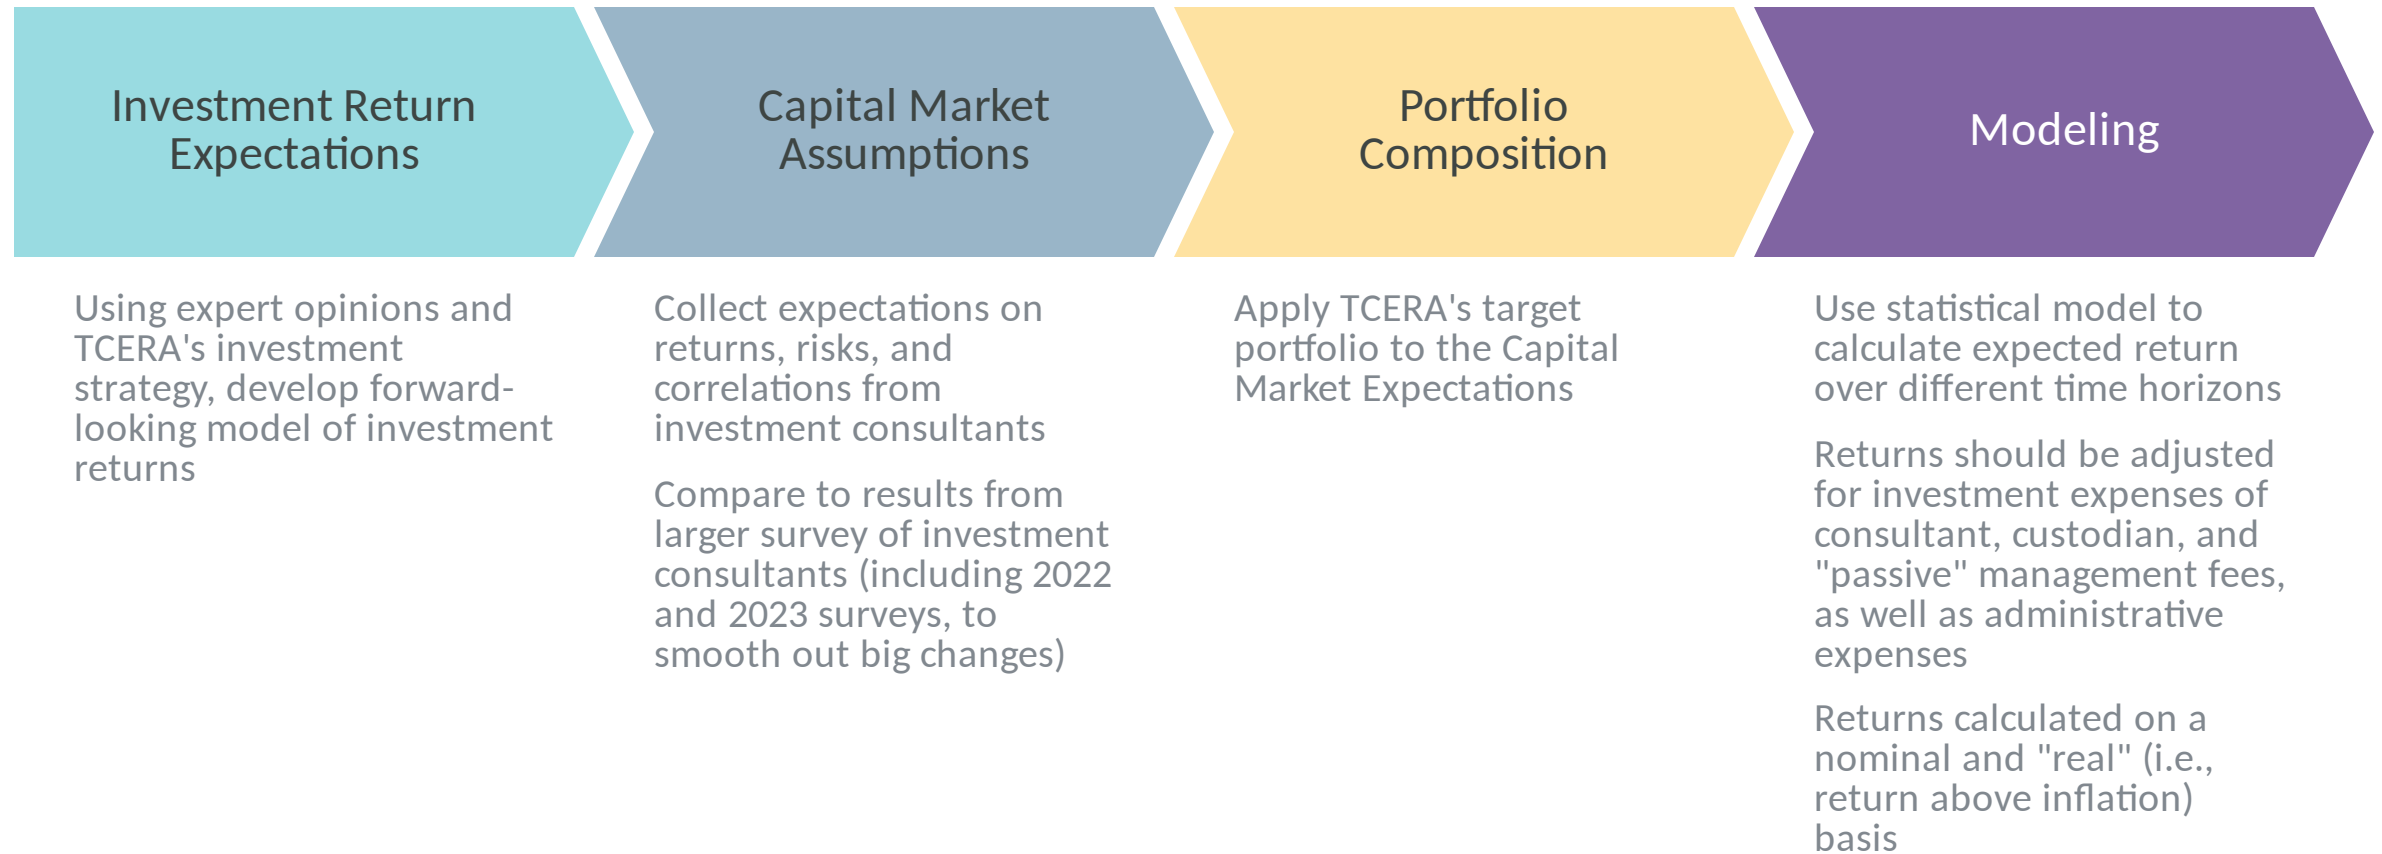 Investment Return
Expectations
Using expert opinions and
TCERA's investment
strategy, develop forward-
looking model of investment
returns
Capital Market
Assumptions
Collect expectations on
returns, risks, and
correlations from
investment consultants
Compare to results from
larger survey of investment
consultants (including 2022
and 2023 surveys, to
smooth out big changes)
Portfolio
Composition
Apply TCERA's target
portfolio to the Capital
Market Expectations
Modeling
Use statistical model to
calculate expected return
over different time horizons
Returns should be adjusted
for investment expenses of
consultant, custodian, and
"passive" management fees,
as well as administrative
expenses
Returns calculated on a
nominal and "real" (i.e.,
return above inflation)
basis